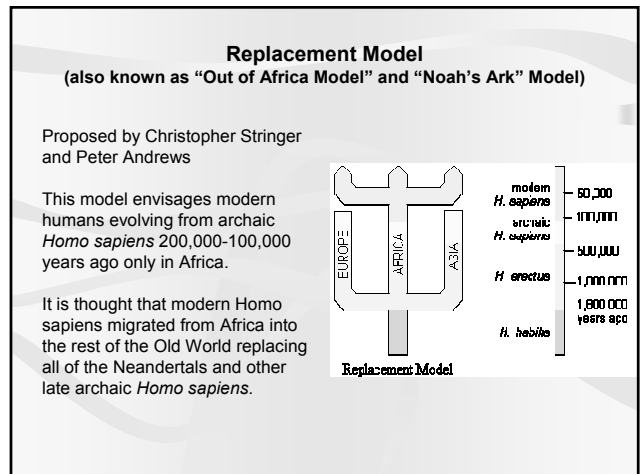 Replacement Model
(also known as “Out of Africa Model” and “Noah’s Ark” Model)
Proposed by Christopher Stringer
and Peter Andrews
This model envisages modern
humans evolving from archaic
Homo sapiens 200,000-100,000
years ago only in Africa.
It is thought that modern Homo
sapiens migrated from Africa into
the rest of the Old World replacing
all of the Neandertals and other
late archaic Homo sapiens.
EUROPE
AFRICA
ASIA
Replacement Model
modern
H. sapiens
archaic
H. sapiens
H. erectus
H. habilis
100,000
500,000
1,000,000
years ago